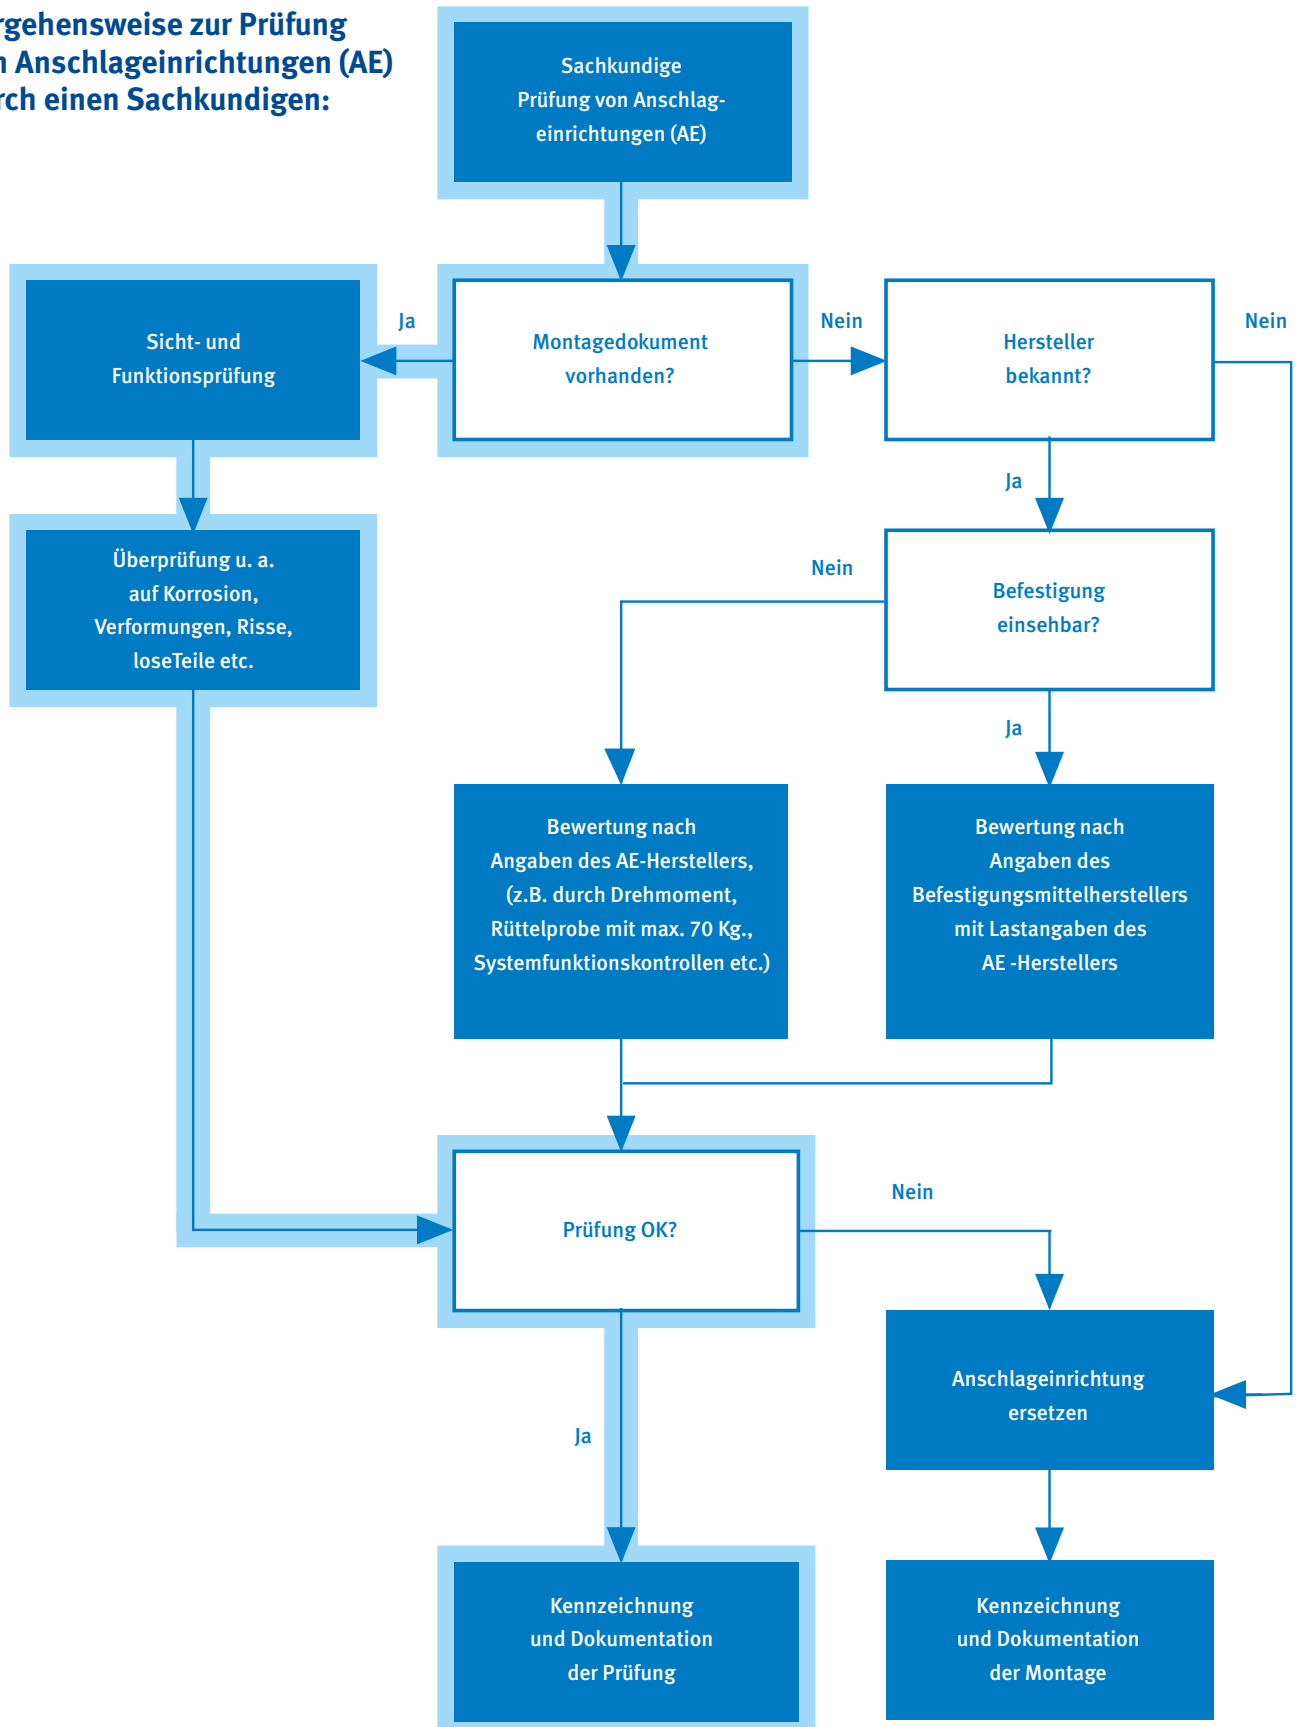 rgehensweise zur Prüfung
n Anschlageinrichtungen (AE)
rch einen Sachkundigen:
Sachkundige
Prüfung von Anschlag-
einrichtungen (AE)
Sicht- und
Funktionsprüfung
Ja
Montagedokument
vorhanden?
Nein
Hersteller
bekannt?
Nein
Ja
Überprüfung u. a.
auf Korrosion,
Verformungen, Risse,
loseTeile etc.
Nein
Befestigung
einsehbar?
Ja
Bewertung nach
Angaben des AE-Herstellers,
(z.B. durch Drehmoment,
Rüttelprobe mit max. 70 Kg.,
Systemfunktionskontrollen etc.)
Bewertung nach
Angaben des
Befestigungsmittelherstellers
mit Lastangaben des
AE -Herstellers
Prüfung OK?
Nein
Anschlageinrichtung
ersetzen
Ja
Kennzeichnung
und Dokumentation
der Prüfung
Kennzeichnung
und Dokumentation
der Montage